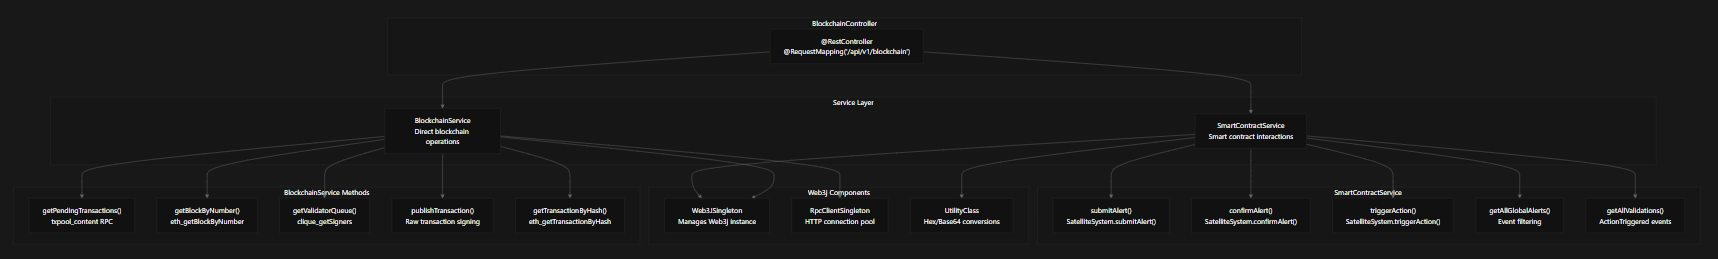 BlockchainController
@RestController
@RequestMapping('/api/v1/blockchain')
Service Layer
BlockchainService
Direct blockchain
operations
SmartContractService
Smart contract interactions
BlockchainService Methods
getPendingTransactions()
txpool_content RPC
getBlockByNumber()
eth_getBlockByNumber
getValidatorQueue()
clique_getSigners
publishTransaction()
Raw transaction signing
getTransactionByHash()
eth_getTransactionByHash
Web3j Components
Web3JSingleton
Manages Web3j instance
RpcClientSingleton
HTTP connection pool
UtilityClass
Hex/Base64 conversions
SmartContractService
submitAlert()
SatelliteSystem.submitAlert()
confirmAlert()
SatelliteSystem.confirmAlert()
triggerAction()
SatelliteSystem.triggerAction()
getAllGlobalAlerts()
Event filtering
getAllValidations()
ActionTriggered events